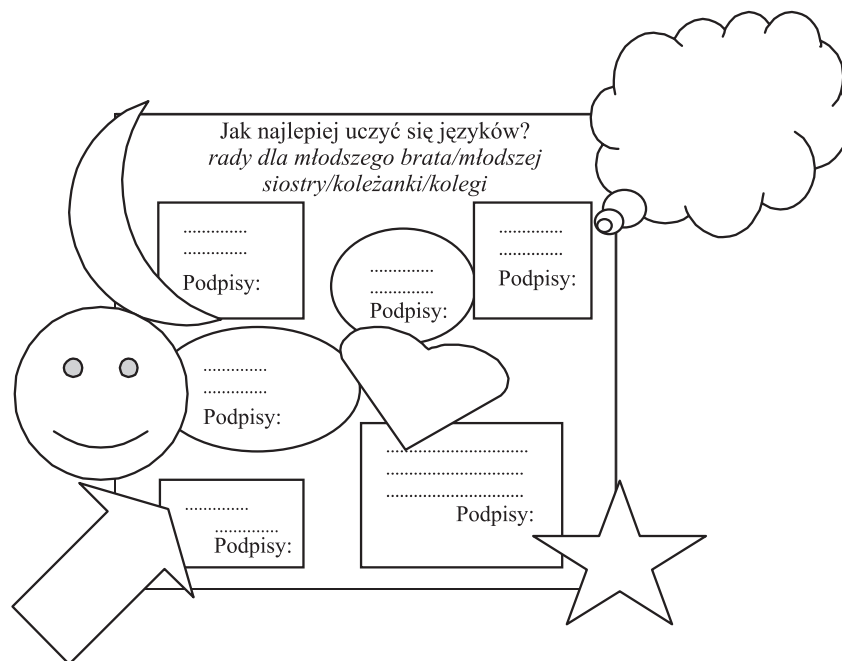 Jak najlepiej uczyć się języków?
rady dla młodszego brata/młodszej
siostry/koleżanki/kolegi
..............
..............
Podpisy:
..............
..............
Podpisy:
..............
..............
Podpisy:
..............
..............
Podpisy:
...............................
..............................
..............................
Podpisy:
..............
..............
Podpisy: